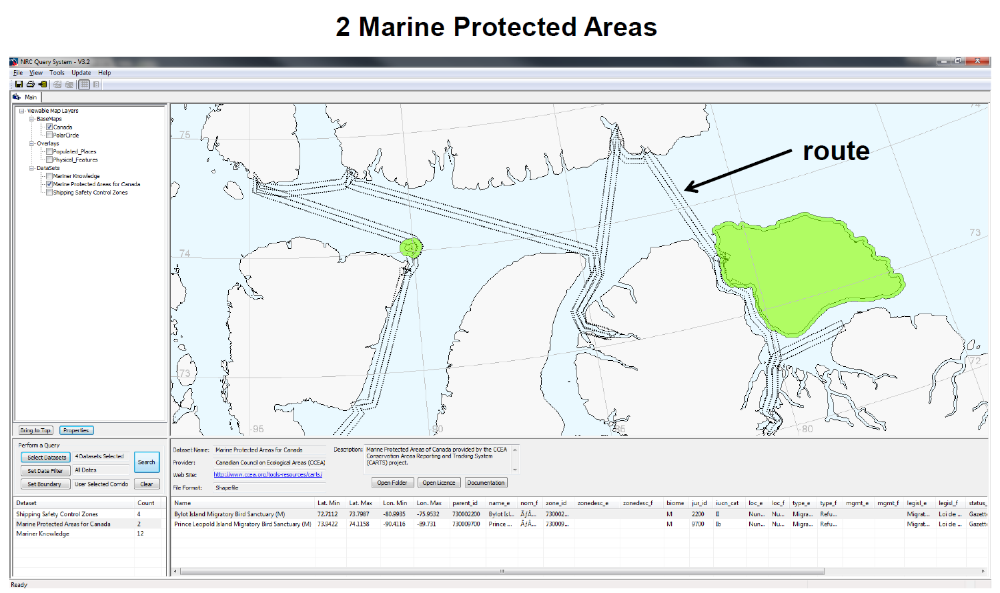 2 Marine Protected Areas
NRC Query System - V3.2
File View Tools Update Help
Main
Viewable Map Layers
BaseMaps
Canada
PolarCircle
Overlays
Populated_Places
Physical_Features
DataSets
Mariner Knowledge
Marine Protected Areas for Canada
Shipping Safety Control Zones
Bring to Top Properties
74
75
route
73
74
72
73
-95 -90 -85 -80
Perform a Query
Select Datasets 4 Datasets Selected
Set Date Filter All Dates
Search
Set Boundary User Selected Corrido Clear
Dataset Name: Marine Protected Areas for Canada
Provider: Canadian Council on Ecological Areas (CCEA)
Web Site: http://www.ccea.org/tools-resources/carts/
File Format: Shapefile
Description: Marine Protected Areas of Canada provided by the CCEA
Conservation Areas Reporting and Tracking System
(CARTS) project.
Open Folder Open Licence Documentation
Dataset Count
Shipping Safety Control Zones 4
Marine Protected Areas for Canada 2
Mariner Knowledge 12
Name Lat. Min Lat. Max Lon. Min Lon. Max parent_id name_e nom_f zone_id zonedesc_e zonedesc_f biome jur_id iucn_cat loc_e loc_f type_e type_f mgmt_e mgmt_f legisl_e legisl_f status_
Bylot Island Migratory Bird Sanctuary (M) 72.7112 73.7987 -80.9935 -75.9532 730002200 Bylot Isl... ÃƒÂ... 730002... M 2200 II Nun... Nu... Migra... Refu... Migrat... Loi de:... Gazette
Prince Leopold Island Migratory Bird Sanctuary (M) 73.9422 74.1158 -90.4116 -89.731 730009700 Prince ... ÃƒÂ... 730009... M 9700 Ib Nun... Nu... Migra... Refu... Migrat... Loi de:... Gazette
Ready